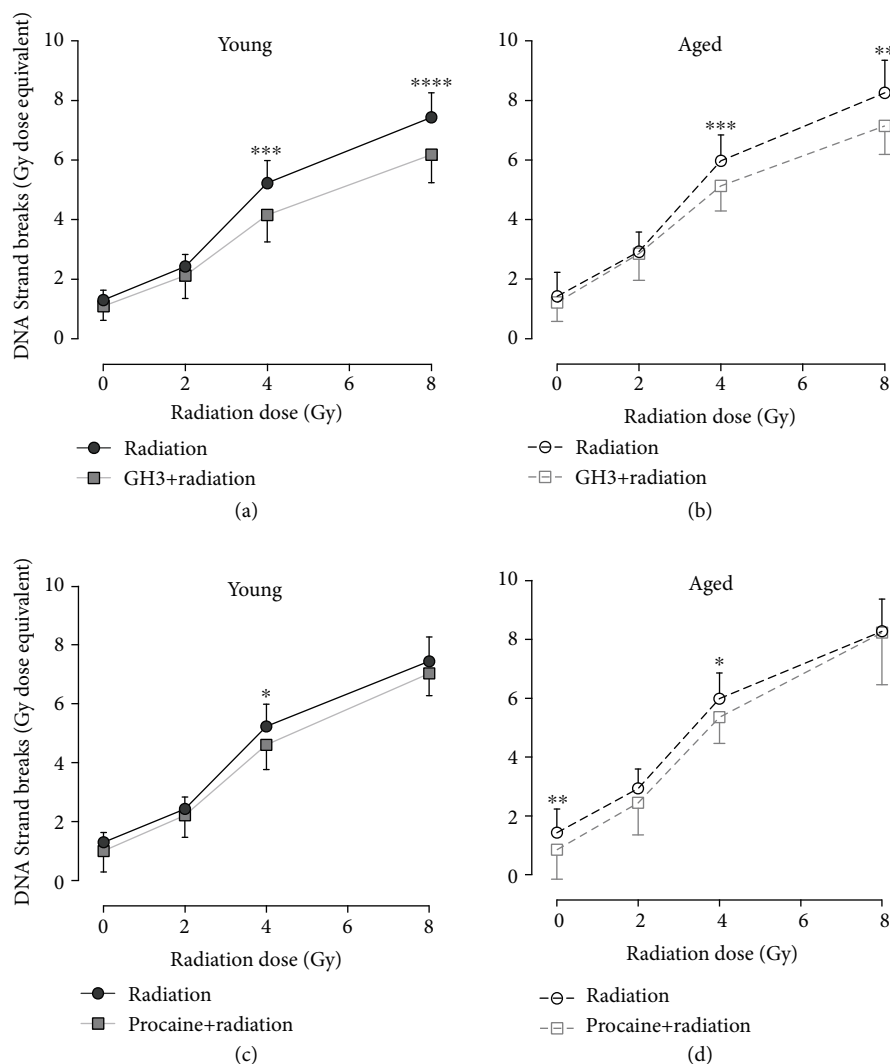 Young
DNA Strand breaks (Gy dose equivalent)
10
8
6
4
2
0
***
****
0
2
4
6
8
Radiation dose (Gy)
Radiation
GH3+radiation
(a)
Aged
10
8
6
4
2
0
***
**
0
2
4
6
8
Radiation dose (Gy)
Radiation
GH3+radiation
(b)
Young
DNA Strand breaks (Gy dose equivalent)
10
8
6
4
2
0
*
0
2
4
6
8
Radiation dose (Gy)
Radiation
Procaine+radiation
(c)
Aged
10
8
6
4
2
0
**
*
0
2
4
6
8
Radiation dose (Gy)
Radiation
Procaine+radiation
(d)